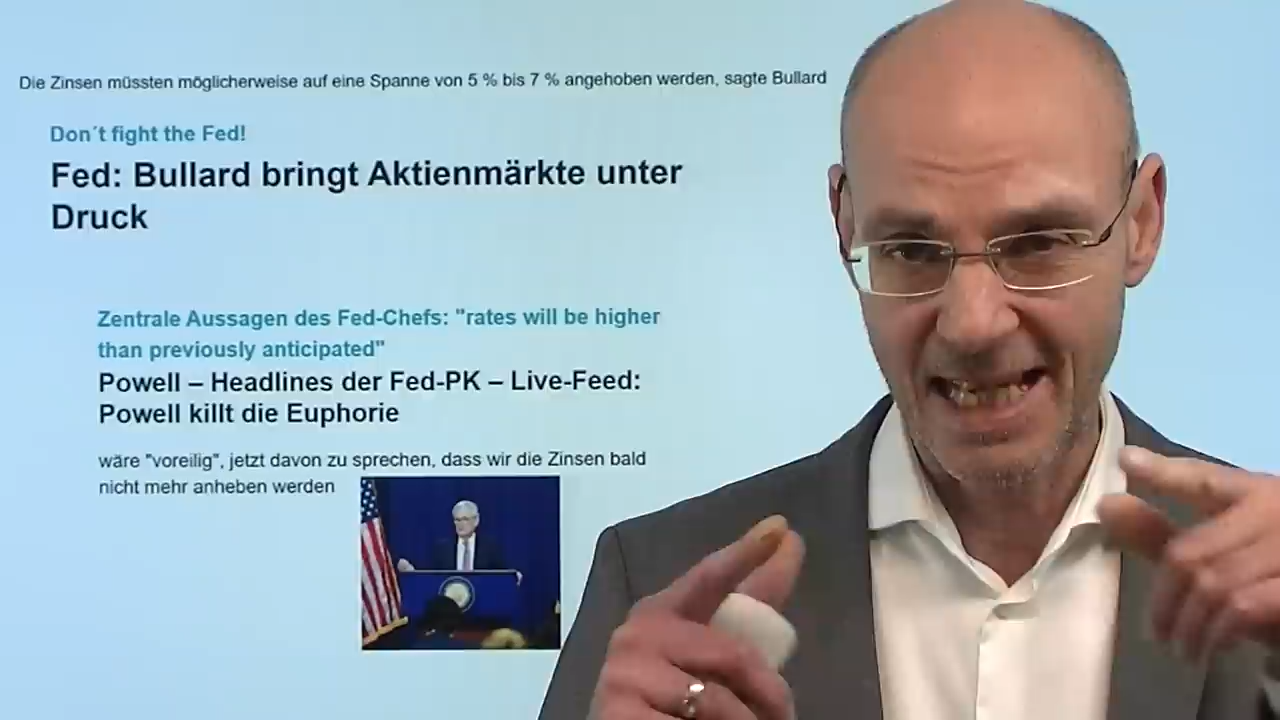 Die Zinsen müssten möglicherweise auf eine Spanne von 5 % bis 7 % angehoben werden, sagte Bullard
Don´t fight the Fed!
Fed: Bullard bringt Aktienmärkte unter
Druck
Zentrale Aussagen des Fed-Chefs: "rates will be higher
than previously anticipated"
Powell – Headlines der Fed-PK – Live-Feed:
Powell killt die Euphorie
wäre "voreilig", jetzt davon zu sprechen, dass wir die Zinsen bald
nicht mehr anheben werden